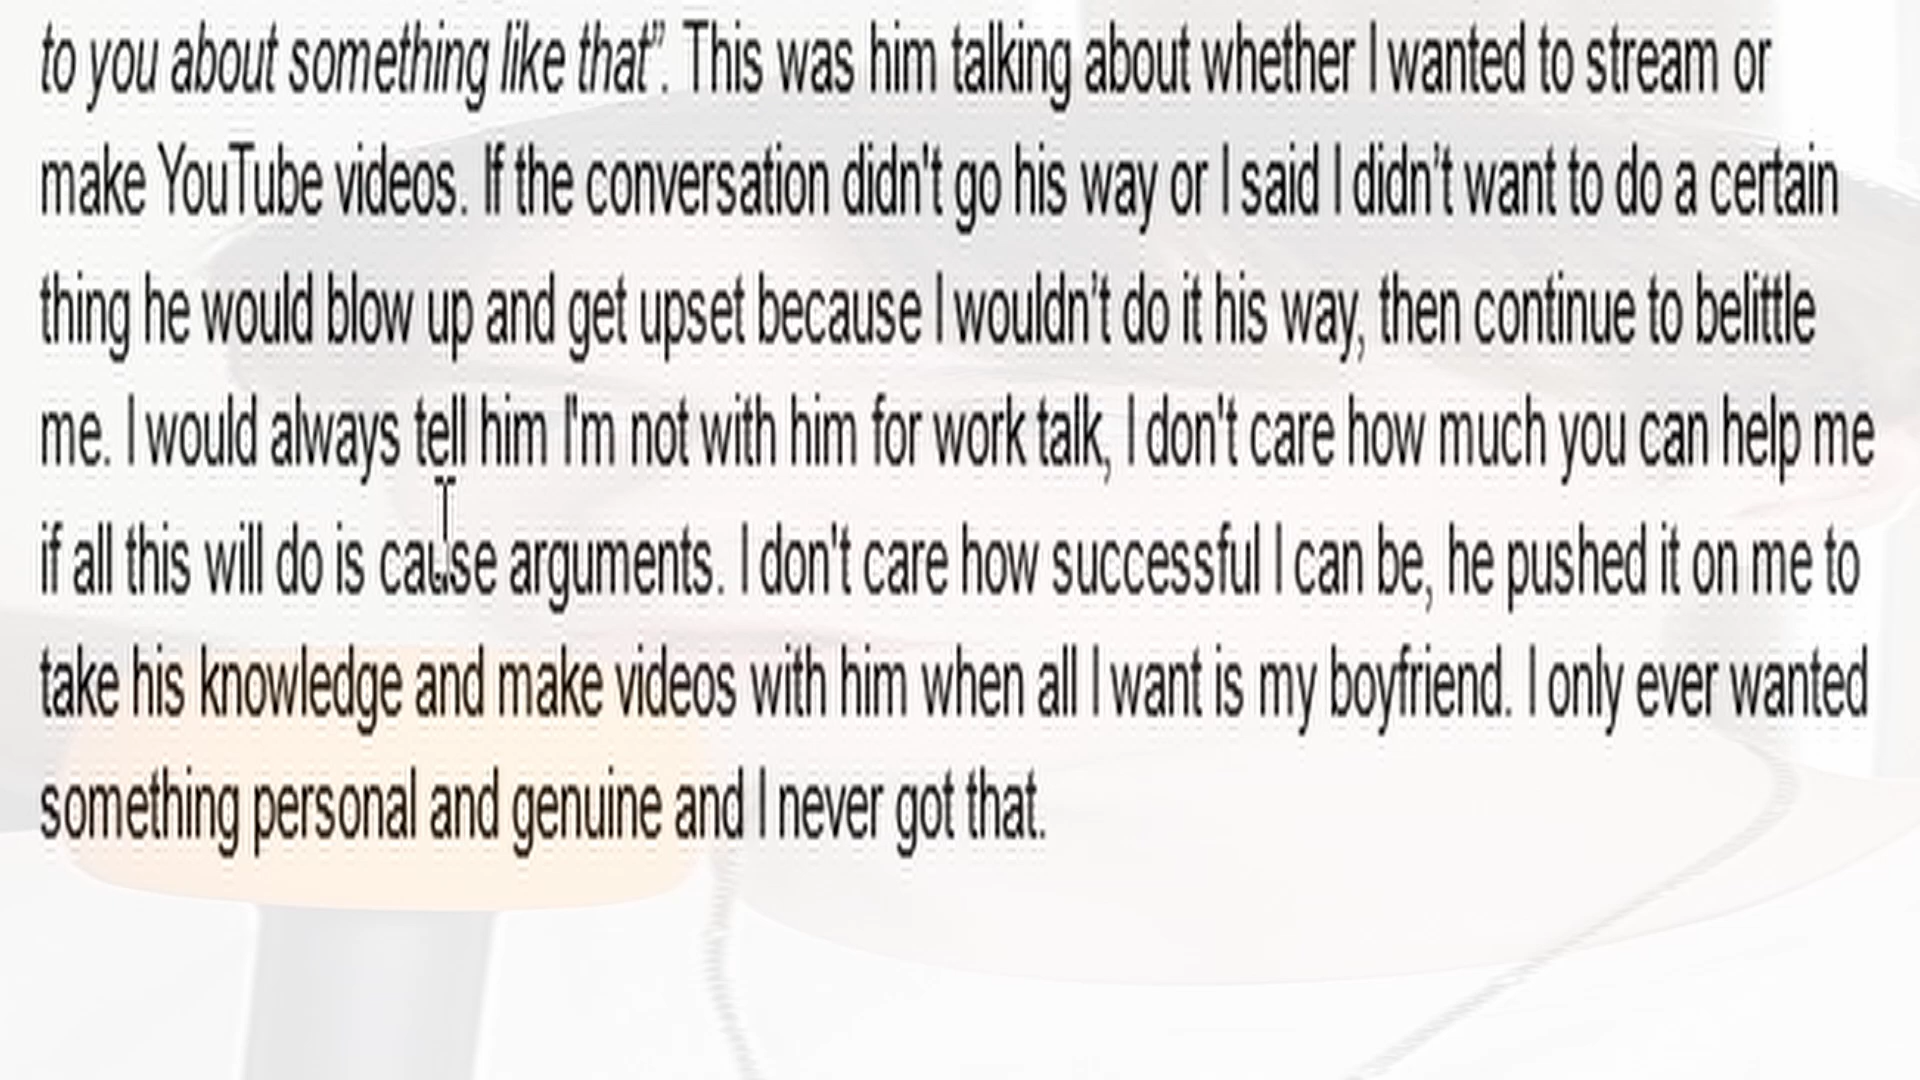 to you about something like that”. This was him talking about whether I wanted to stream or
make YouTube videos. If the conversation didn't go his way or I said I didn’t want to do a certain
thing he would blow up and get upset because I wouldn’t do it his way, then continue to belittle
me. I would always tell him I'm not with him for work talk, I don't care how much you can help me
if all this will do is cause arguments. I don't care how successful I can be, he pushed it on me to
take his knowledge and make videos with him when all I want is my boyfriend. I only ever wanted
something personal and genuine and I never got that.